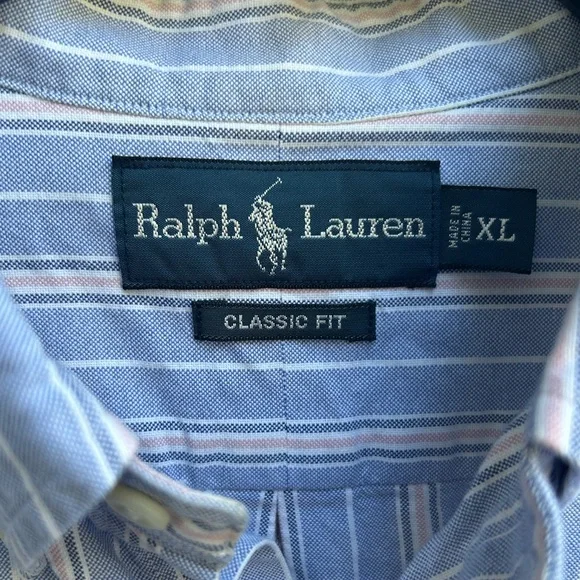 Ralph Lauren
MADE IN
CHINA
XL
CLASSIC FIT